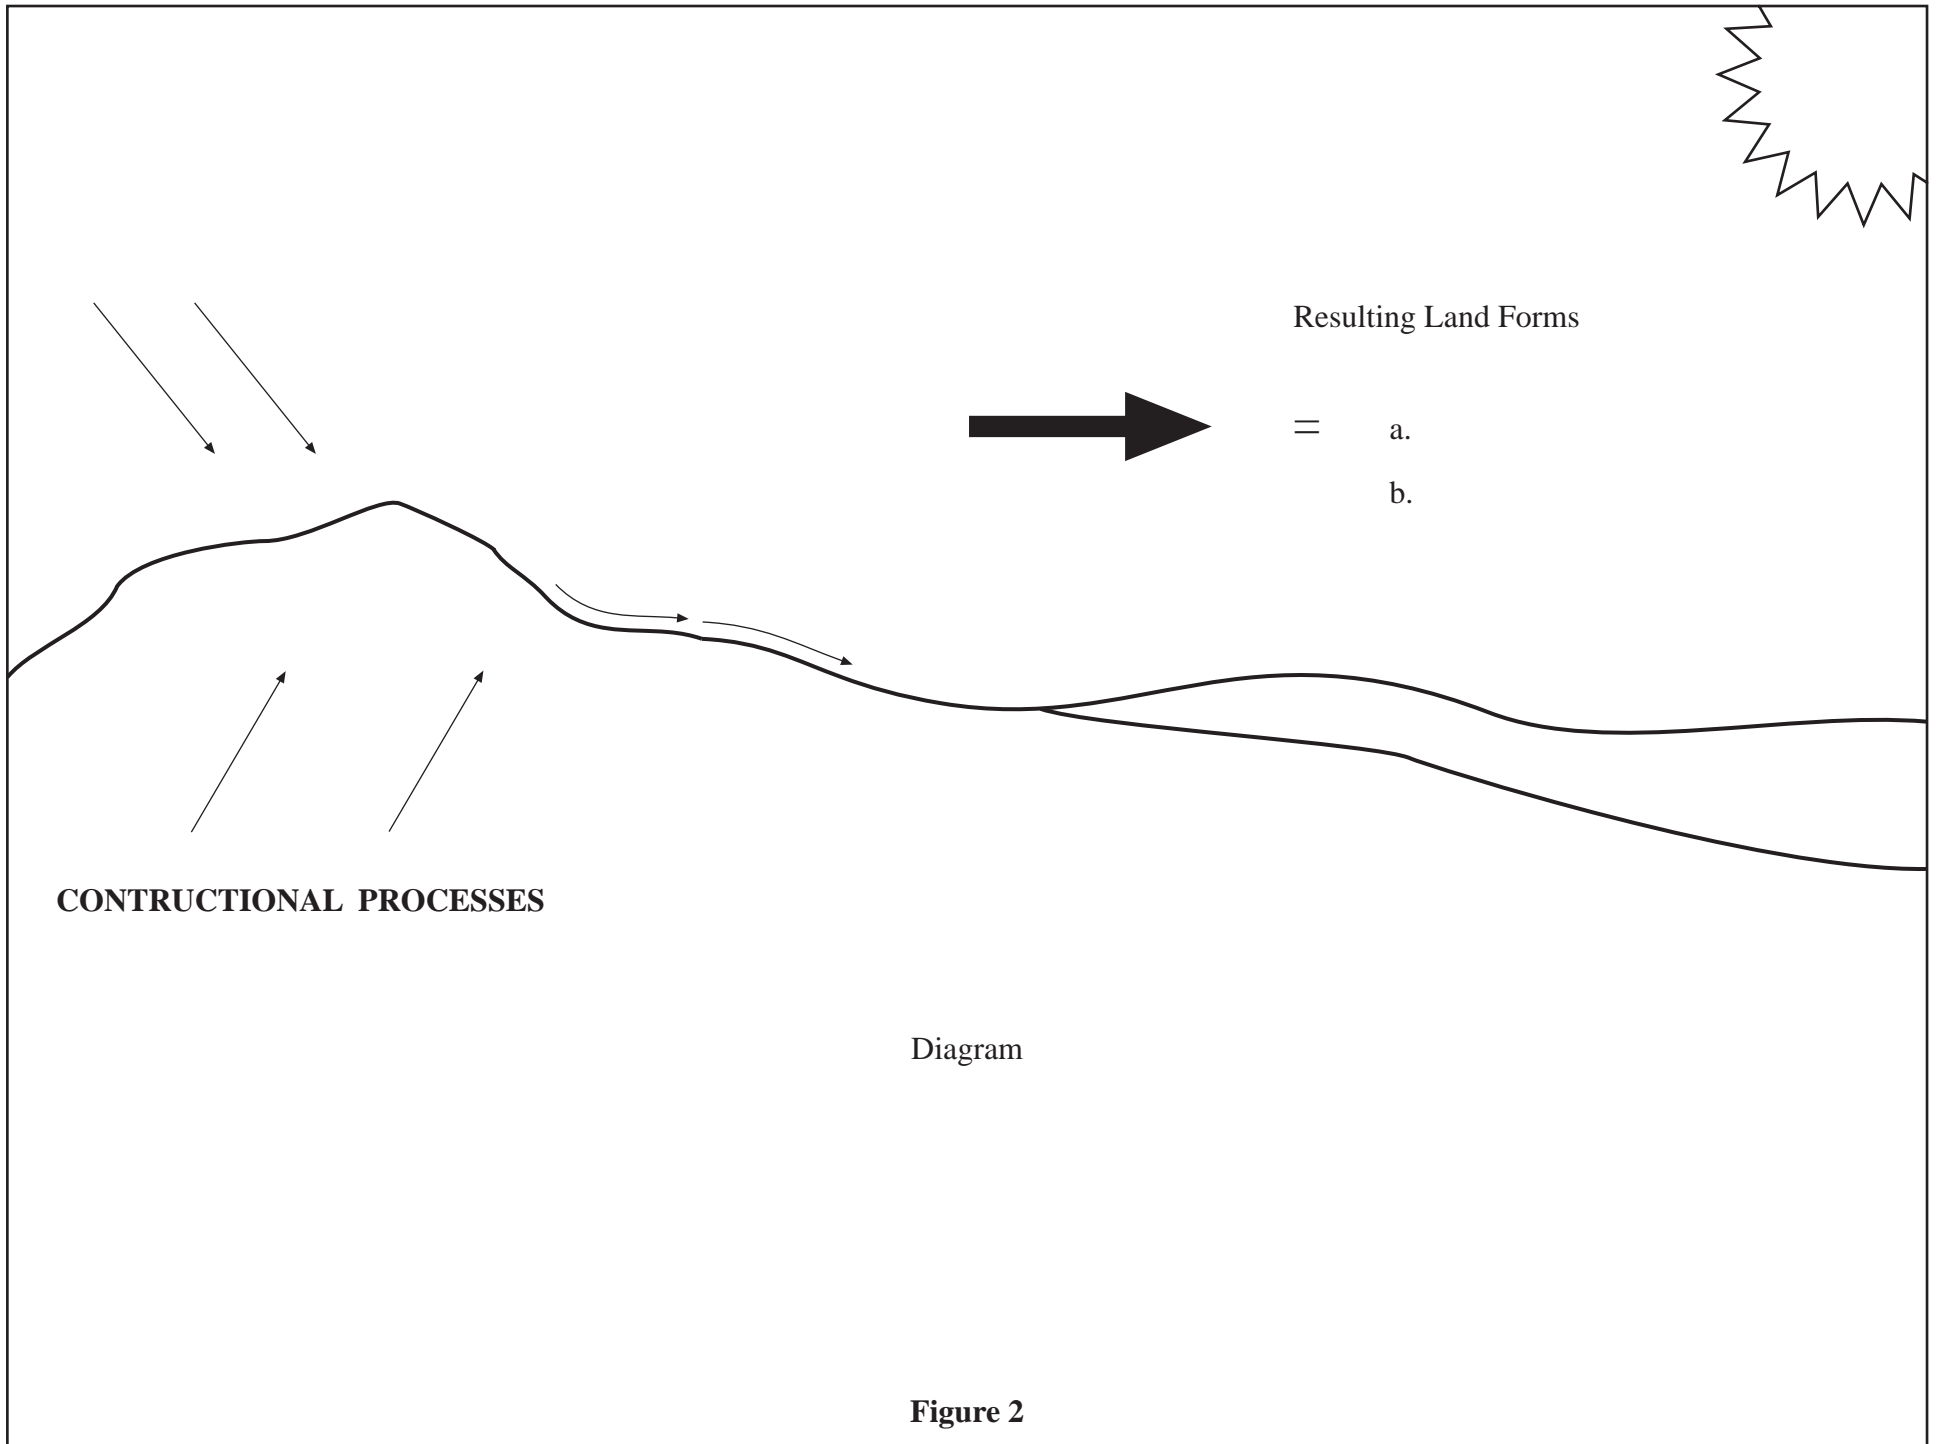 Resulting Land Forms
= a.
b.
CONTRUCTIONAL PROCESSES
Diagram
Figure 2